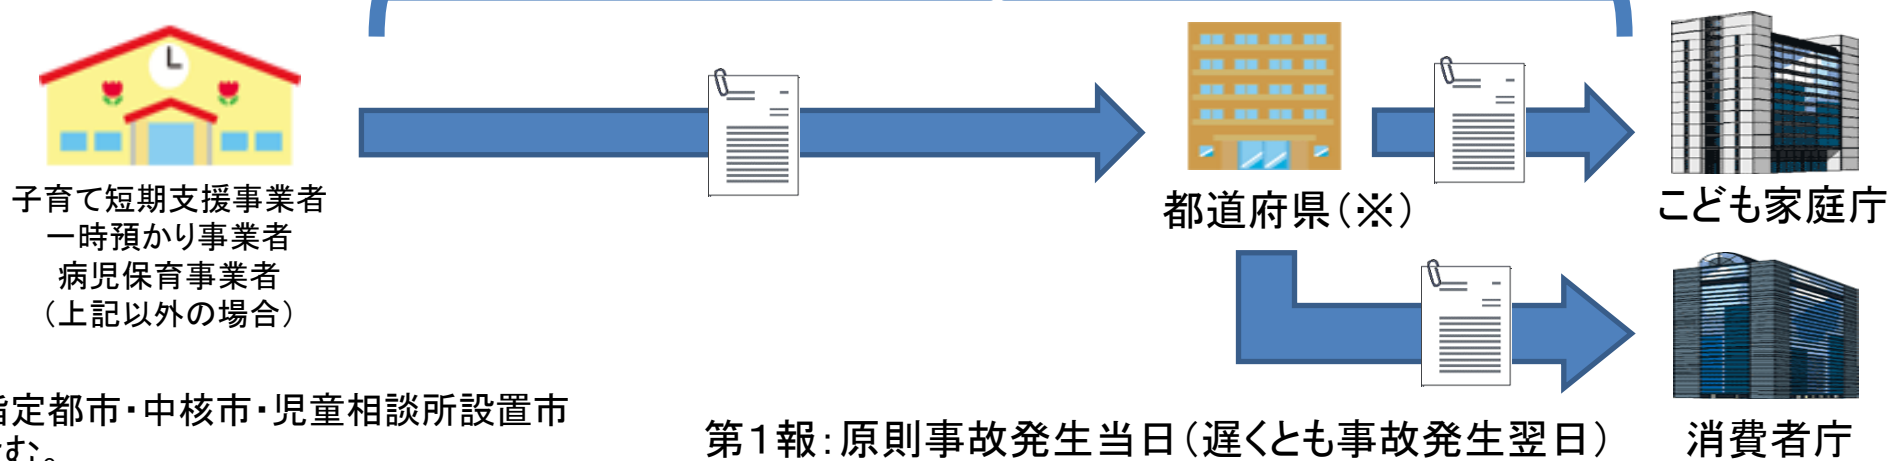 子育て短期支援事業者
一時預かり事業者
病児保育事業者
（上記以外の場合）
都道府県（※）
こども家庭庁
消費者庁
指定都市・中核市・児童相談所設置市
む。
第１報：原則事故発生当日（遅くとも事故発生翌日）